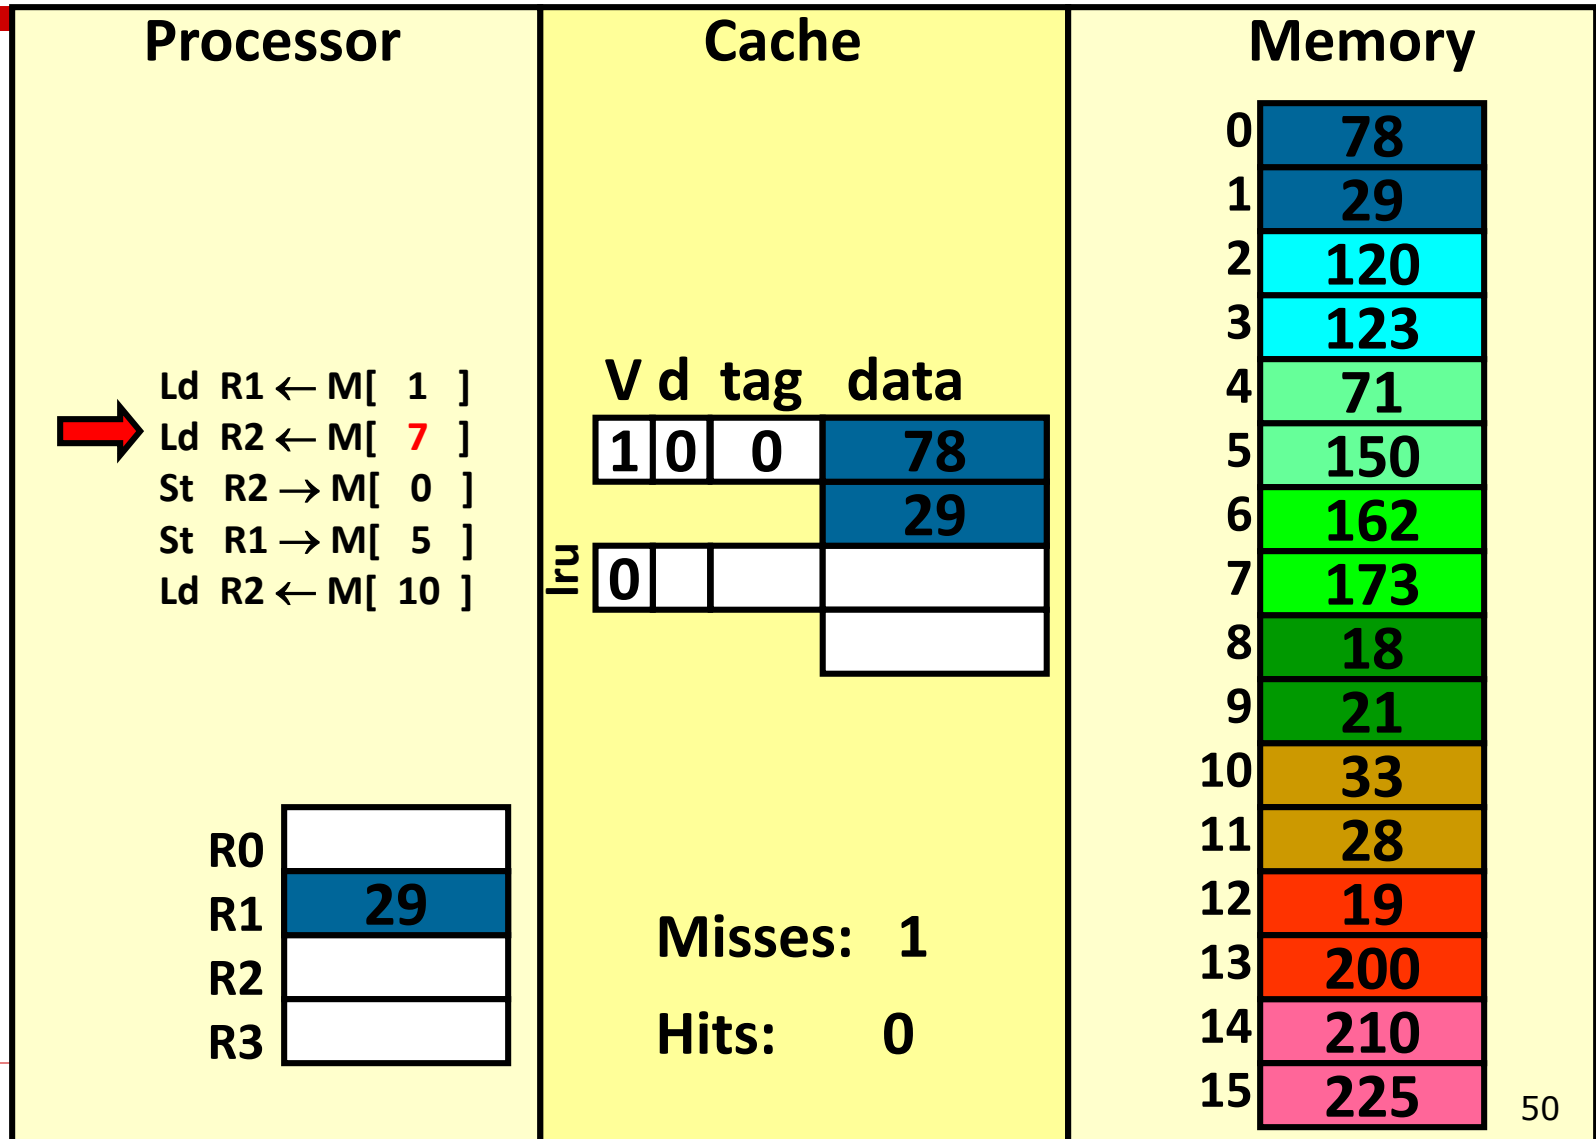 Processor
Ld R1 ← M[ 1 ]
Ld R2 ← M[ 7 ]
St R2 → M[ 0 ]
St R1 → M[ 5 ]
Ld R2 ← M[ 10 ]
R0
R1 29
R2
R3
Cache
V d tag data
1 0 0 78
29
lru 0
Misses: 1
Hits: 0
Memory
0 78
1 29
2 120
3 123
4 71
5 150
6 162
7 173
8 18
9 21
10 33
11 28
12 19
13 200
14 210
15 225
50